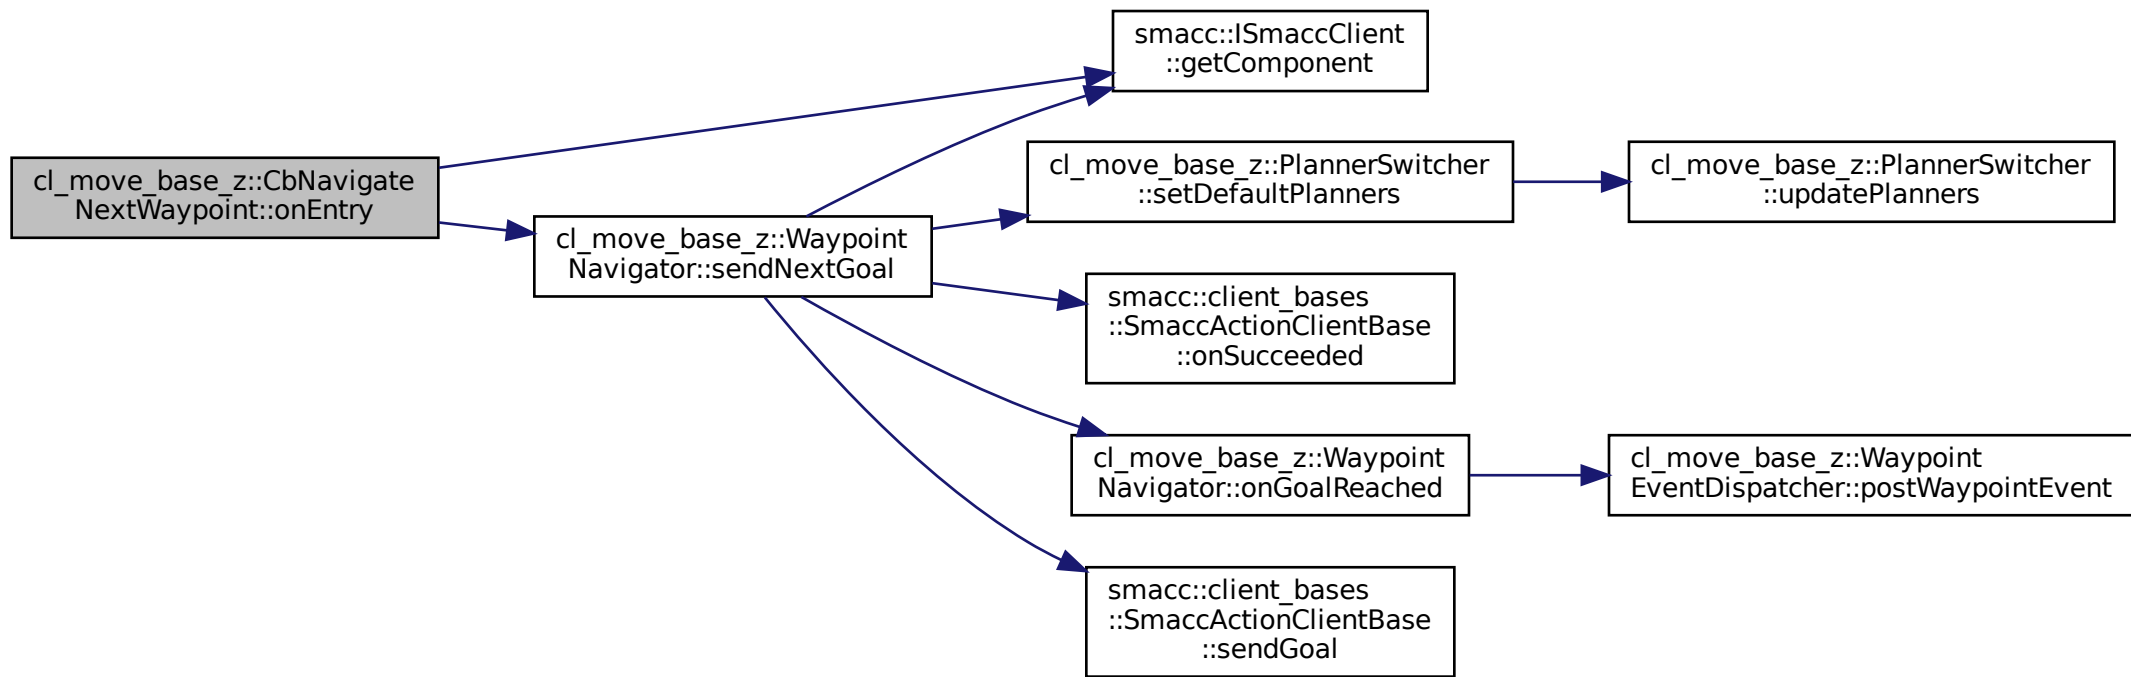 cl_move_base_z::CbNavigate
NextWaypoint::onEntry
smacc::ISmaccClient
::getComponent
cl_move_base_z::Waypoint
Navigator::sendNextGoal
cl_move_base_z::PlannerSwitcher
::setDefaultPlanners
cl_move_base_z::PlannerSwitcher
::updatePlanners
smacc::client_bases
::SmaccActionClientBase
::onSucceeded
cl_move_base_z::Waypoint
Navigator::onGoalReached
cl_move_base_z::Waypoint
EventDispatcher::postWaypointEvent
smacc::client_bases
::SmaccActionClientBase
::sendGoal